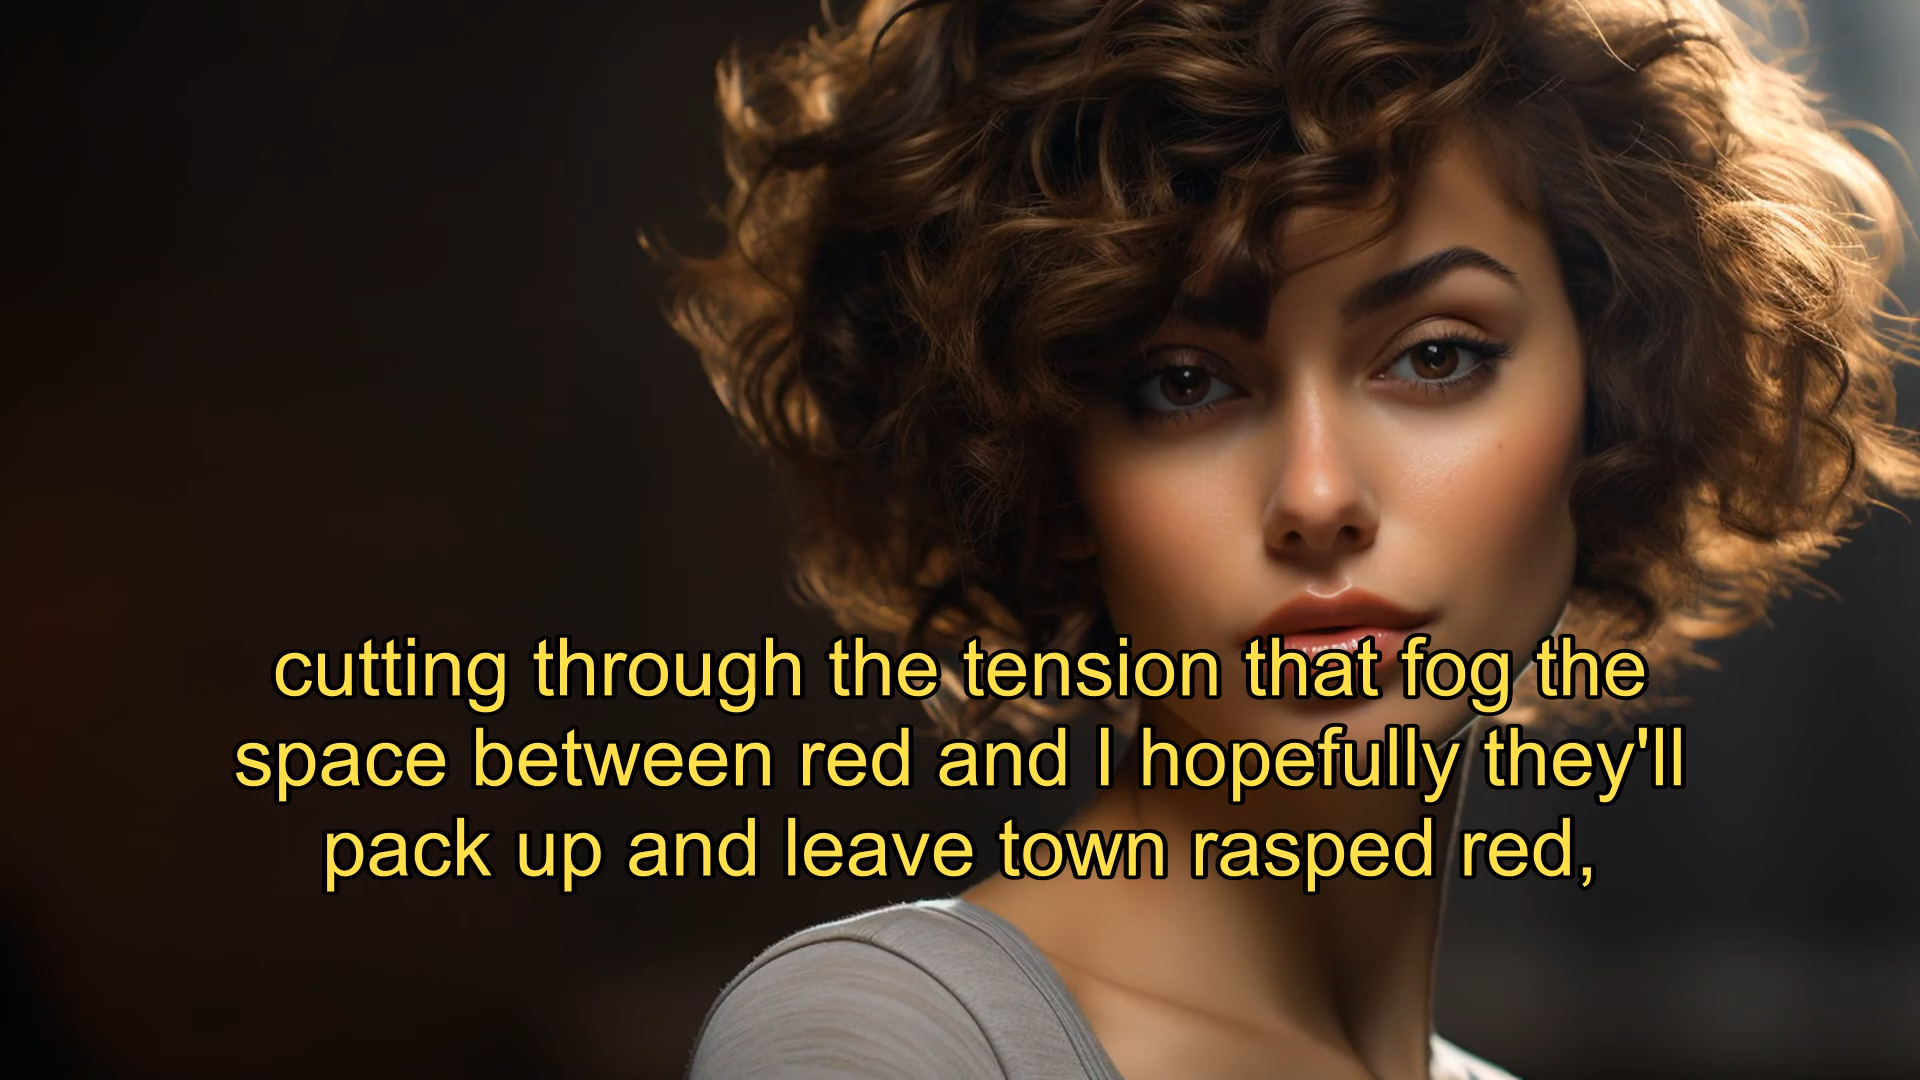 cutting through the tension that fog the
space between red and I hopefully they'll
pack up and leave town rasped red,